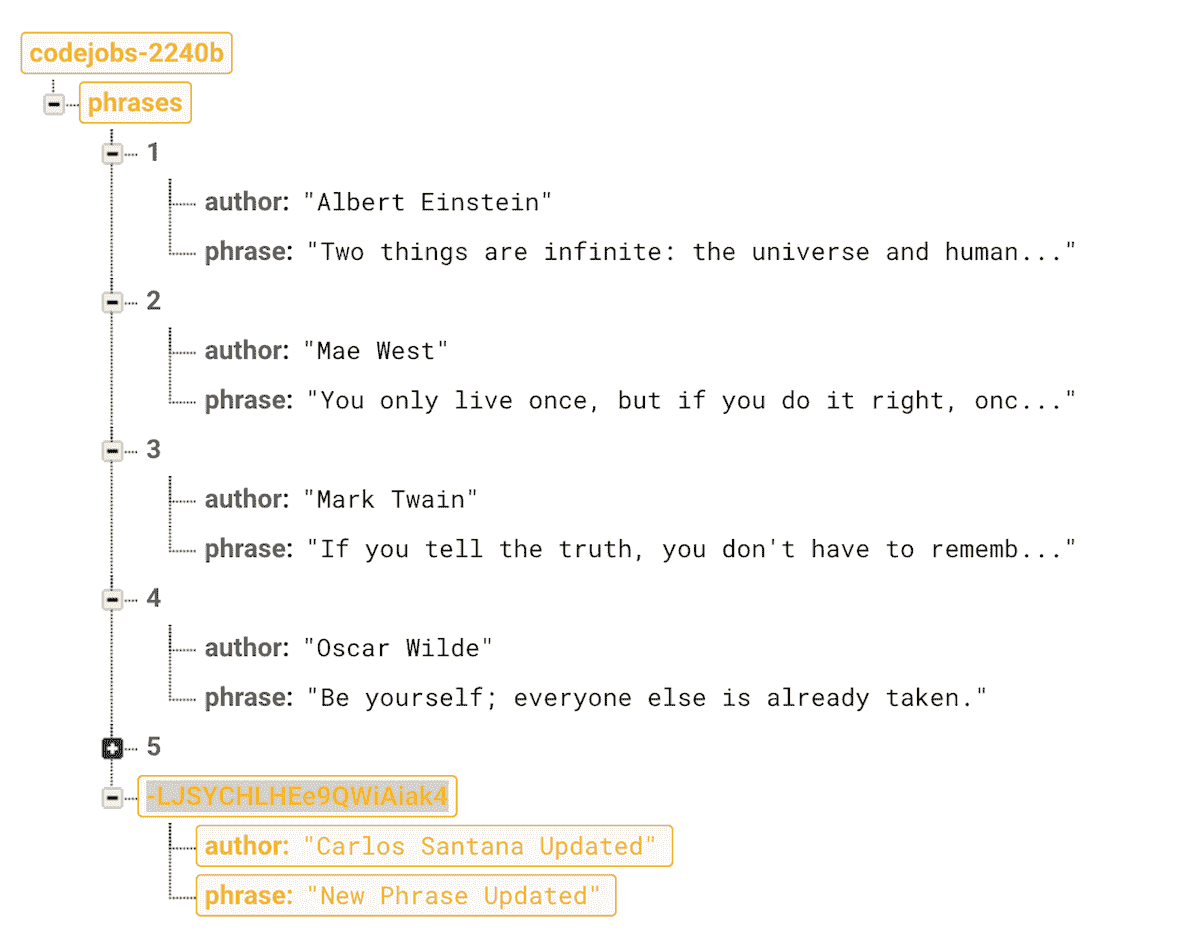 codejobs-2240b
phrases
1
author: "Albert Einstein"
phrase: "Two things are infinite: the universe and human..."
2
author: "Mae West"
phrase: "You only live once, but if you do it right, onc..."
3
author: "Mark Twain"
phrase: "If you tell the truth, you don't have to rememb..."
4
author: "Oscar Wilde"
phrase: "Be yourself; everyone else is already taken."
5
-LJSYCHLHEe9QWiAiak4
author: "Carlos Santana Updated"
phrase: "New Phrase Updated"